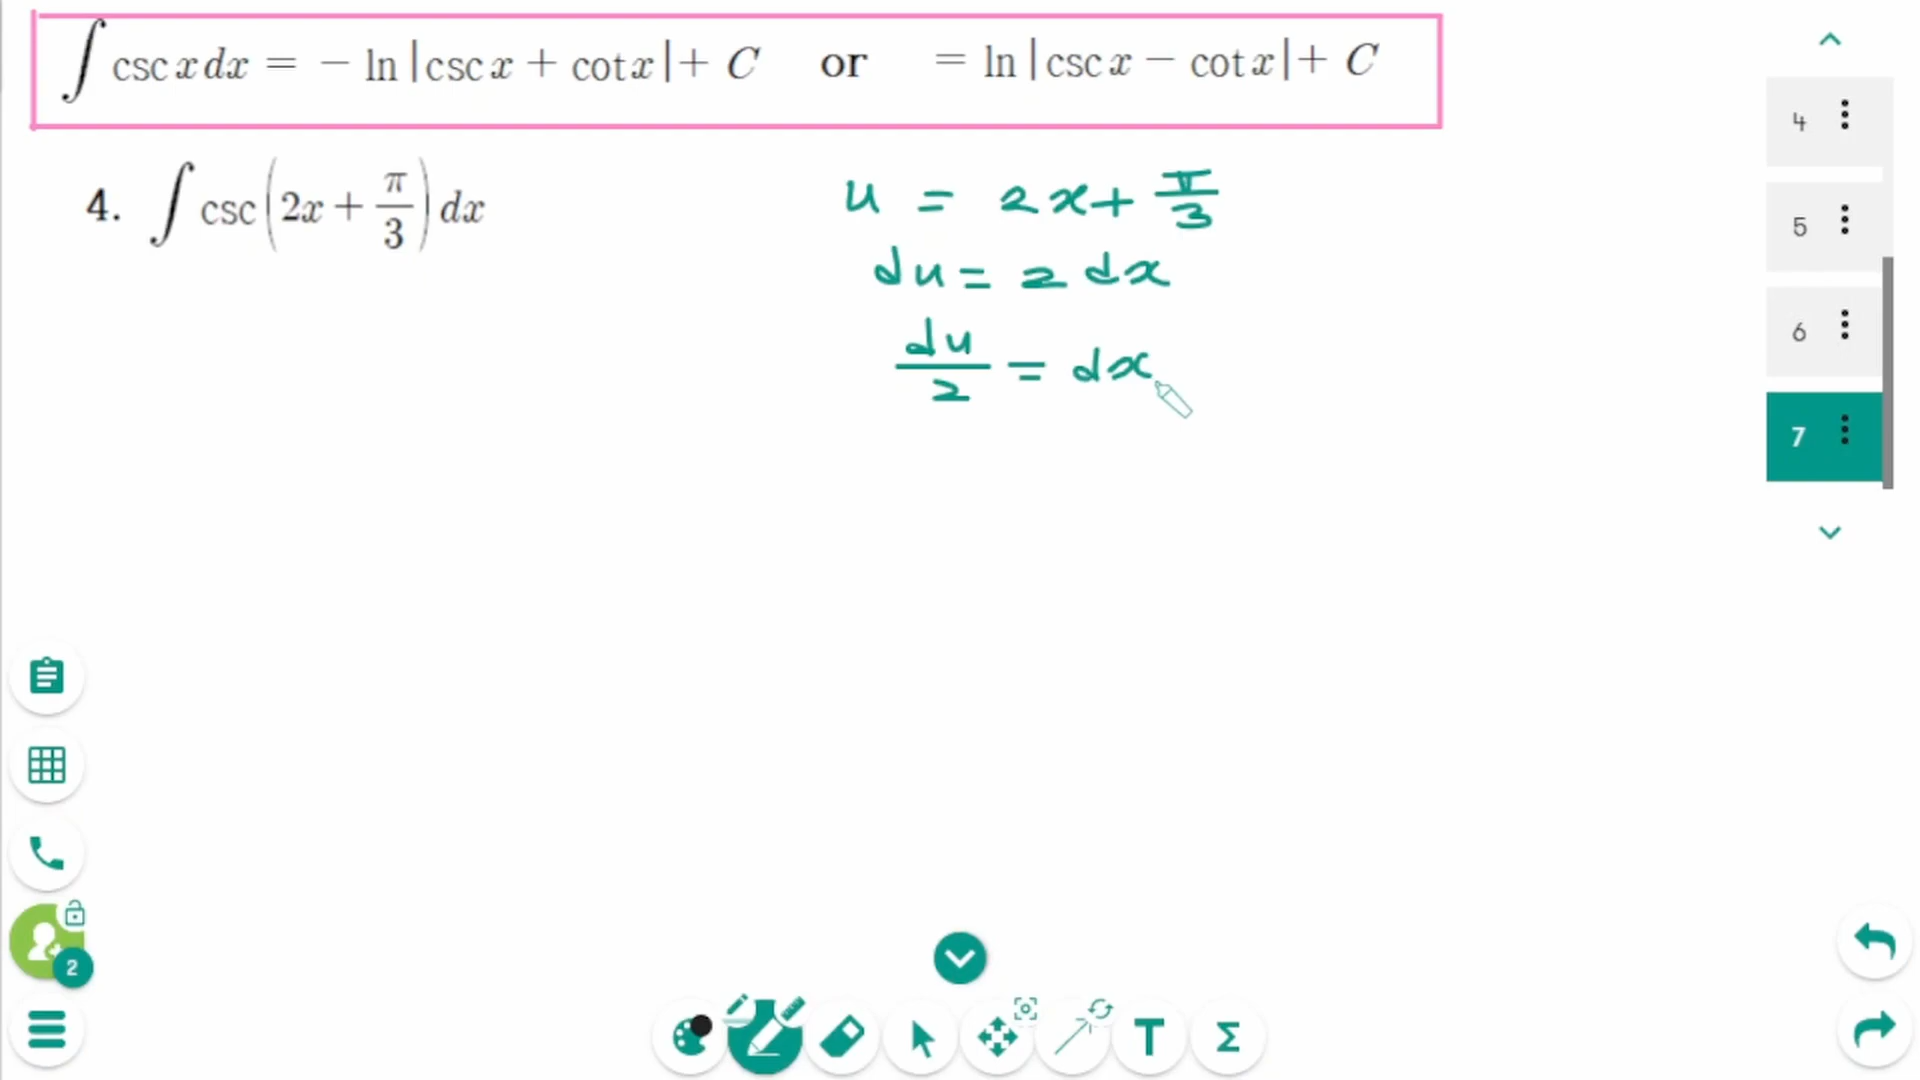 ∫ csc x dx = − ln|csc x + cot x| + C or = ln|csc x − cot x| + C
4. ∫ csc(2x + π/3) dx
u = 2x + π/3
du = 2 dx
du/2 = dx
4
5
6
7
2
T
Σ